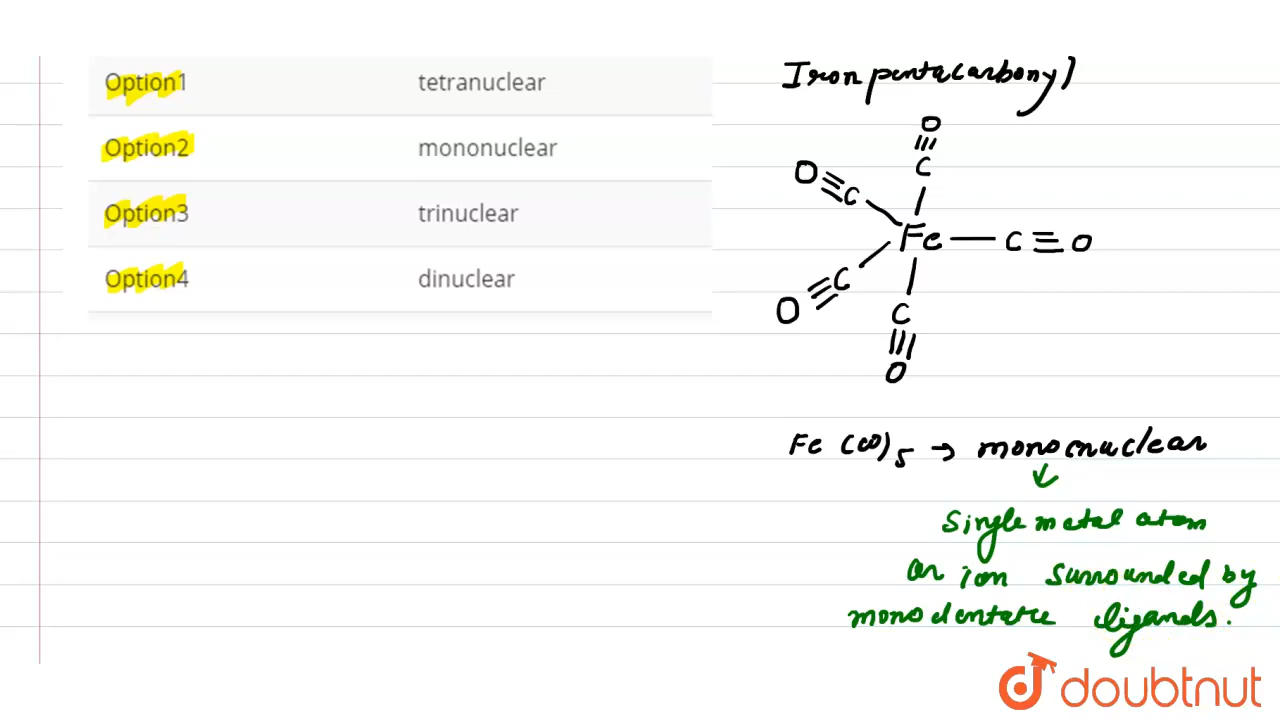 Option1 tetranuclear
Option2 mononuclear
Option3 trinuclear
Option4 dinuclear
Iron pentacarbonyl
O
C
O≡C
Fe—C≡O
O≡C
C
O
Fe (CO)5 → mononuclear
Single metal atom
or ion surrounded by
monodentate ligands.
doubtnut